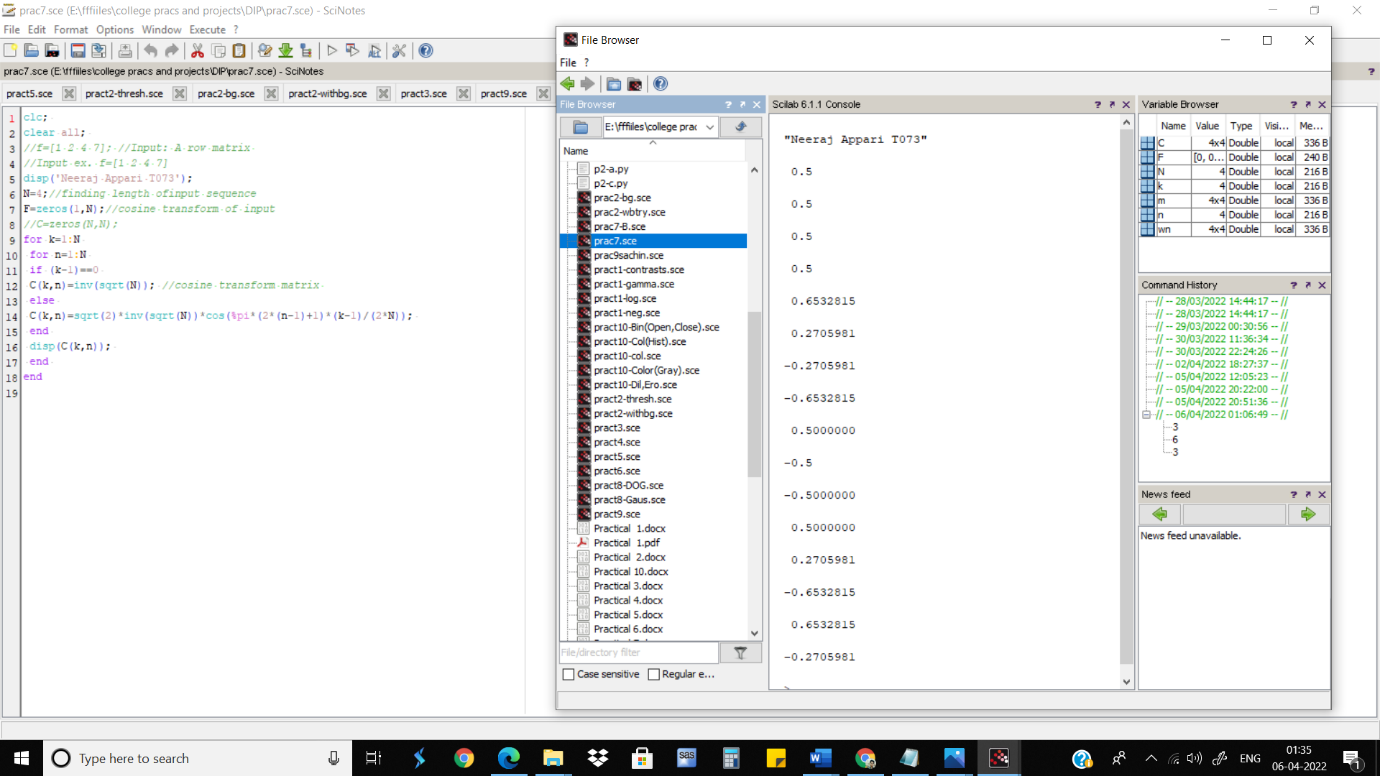 prac7.sce (E:\fffiiles\college pracs and projects\DIP\prac7.sce) - SciNotes
File Edit Format Options Window Execute ?
prac7.sce (E:\fffiiles\college pracs and projects\DIP\prac7.sce) - SciNotes
pract5.sce pract2-thresh.sce prac2-bg.sce pract2-withbg.sce pract3.sce pract9.sce
1 clc;
2 clear all;
3 //f=[1 2 4 7]; //Input: A row matrix
4 //Input ex. f=[1 2 4 7]
5 disp('Neeraj Appari T073');
6 N=4;//finding length ofinput sequence
7 F=zeros(1,N);//cosine transform of input
8 //C=zeros(N,N);
9 for k=1:N
10 for n=1:N
11 if (k-1)==0
12 C(k,n)=inv(sqrt(N)); //cosine transform matrix
13 else
14 C(k,n)=sqrt(2)*inv(sqrt(N))*cos(%pi*(2*(n-1)+1)*(k-1)/(2*N));
15 end
16 disp(C(k,n));
17 end
18 end
19
File Browser
File ?
File Browser ?
E:\fffiiles\college prac
Name
p2-a.py
p2-c.py
prac2-bg.sce
prac2-wbtry.sce
prac7-B.sce
prac7.sce
prac9sachin.sce
pract1-contrasts.sce
pract1-gamma.sce
pract1-log.sce
pract1-neg.sce
pract10-Bin(Open,Close).sce
pract10-Col(Hist).sce
pract10-col.sce
pract10-Color(Gray).sce
pract10-Dil,Ero.sce
pract2-thresh.sce
pract2-withbg.sce
pract3.sce
pract4.sce
pract5.sce
pract6.sce
pract8-DOG.sce
pract8-Gaus.sce
pract9.sce
Practical 1.docx
Practical 1.pdf
Practical 2.docx
Practical 10.docx
Practical 3.docx
Practical 4.docx
Practical 5.docx
Practical 6.docx
File/directory filter
Case sensitive Regular e...
Scilab 6.1.1 Console ?
"Neeraj Appari T073"
0.5
0.5
0.5
0.5
0.6532815
0.2705981
-0.2705981
-0.6532815
0.5000000
-0.5
-0.5000000
0.5000000
0.2705981
-0.6532815
0.6532815
-0.2705981
Variable Browser ?
Name Value Type Visi... Me...
C 4x4 Double local 336 B
F [0, 0... Double local 240 B
N 4 Double local 216 B
k 4 Double local 216 B
m 4x4 Double local 336 B
n 4 Double local 216 B
wn 4x4 Double local 336 B
Command History ?
// -- 28/03/2022 14:44:17 -- //
// -- 28/03/2022 14:44:17 -- //
// -- 29/03/2022 00:30:56 -- //
// -- 30/03/2022 11:36:34 -- //
// -- 30/03/2022 22:24:26 -- //
// -- 02/04/2022 18:27:37 -- //
// -- 05/04/2022 12:05:23 -- //
// -- 05/04/2022 20:22:00 -- //
// -- 05/04/2022 20:51:36 -- //
// -- 06/04/2022 01:06:49 -- //
3
6
3
News feed ?
News feed unavailable.
Type here to search
sas
ENG
01:35
06-04-2022
1